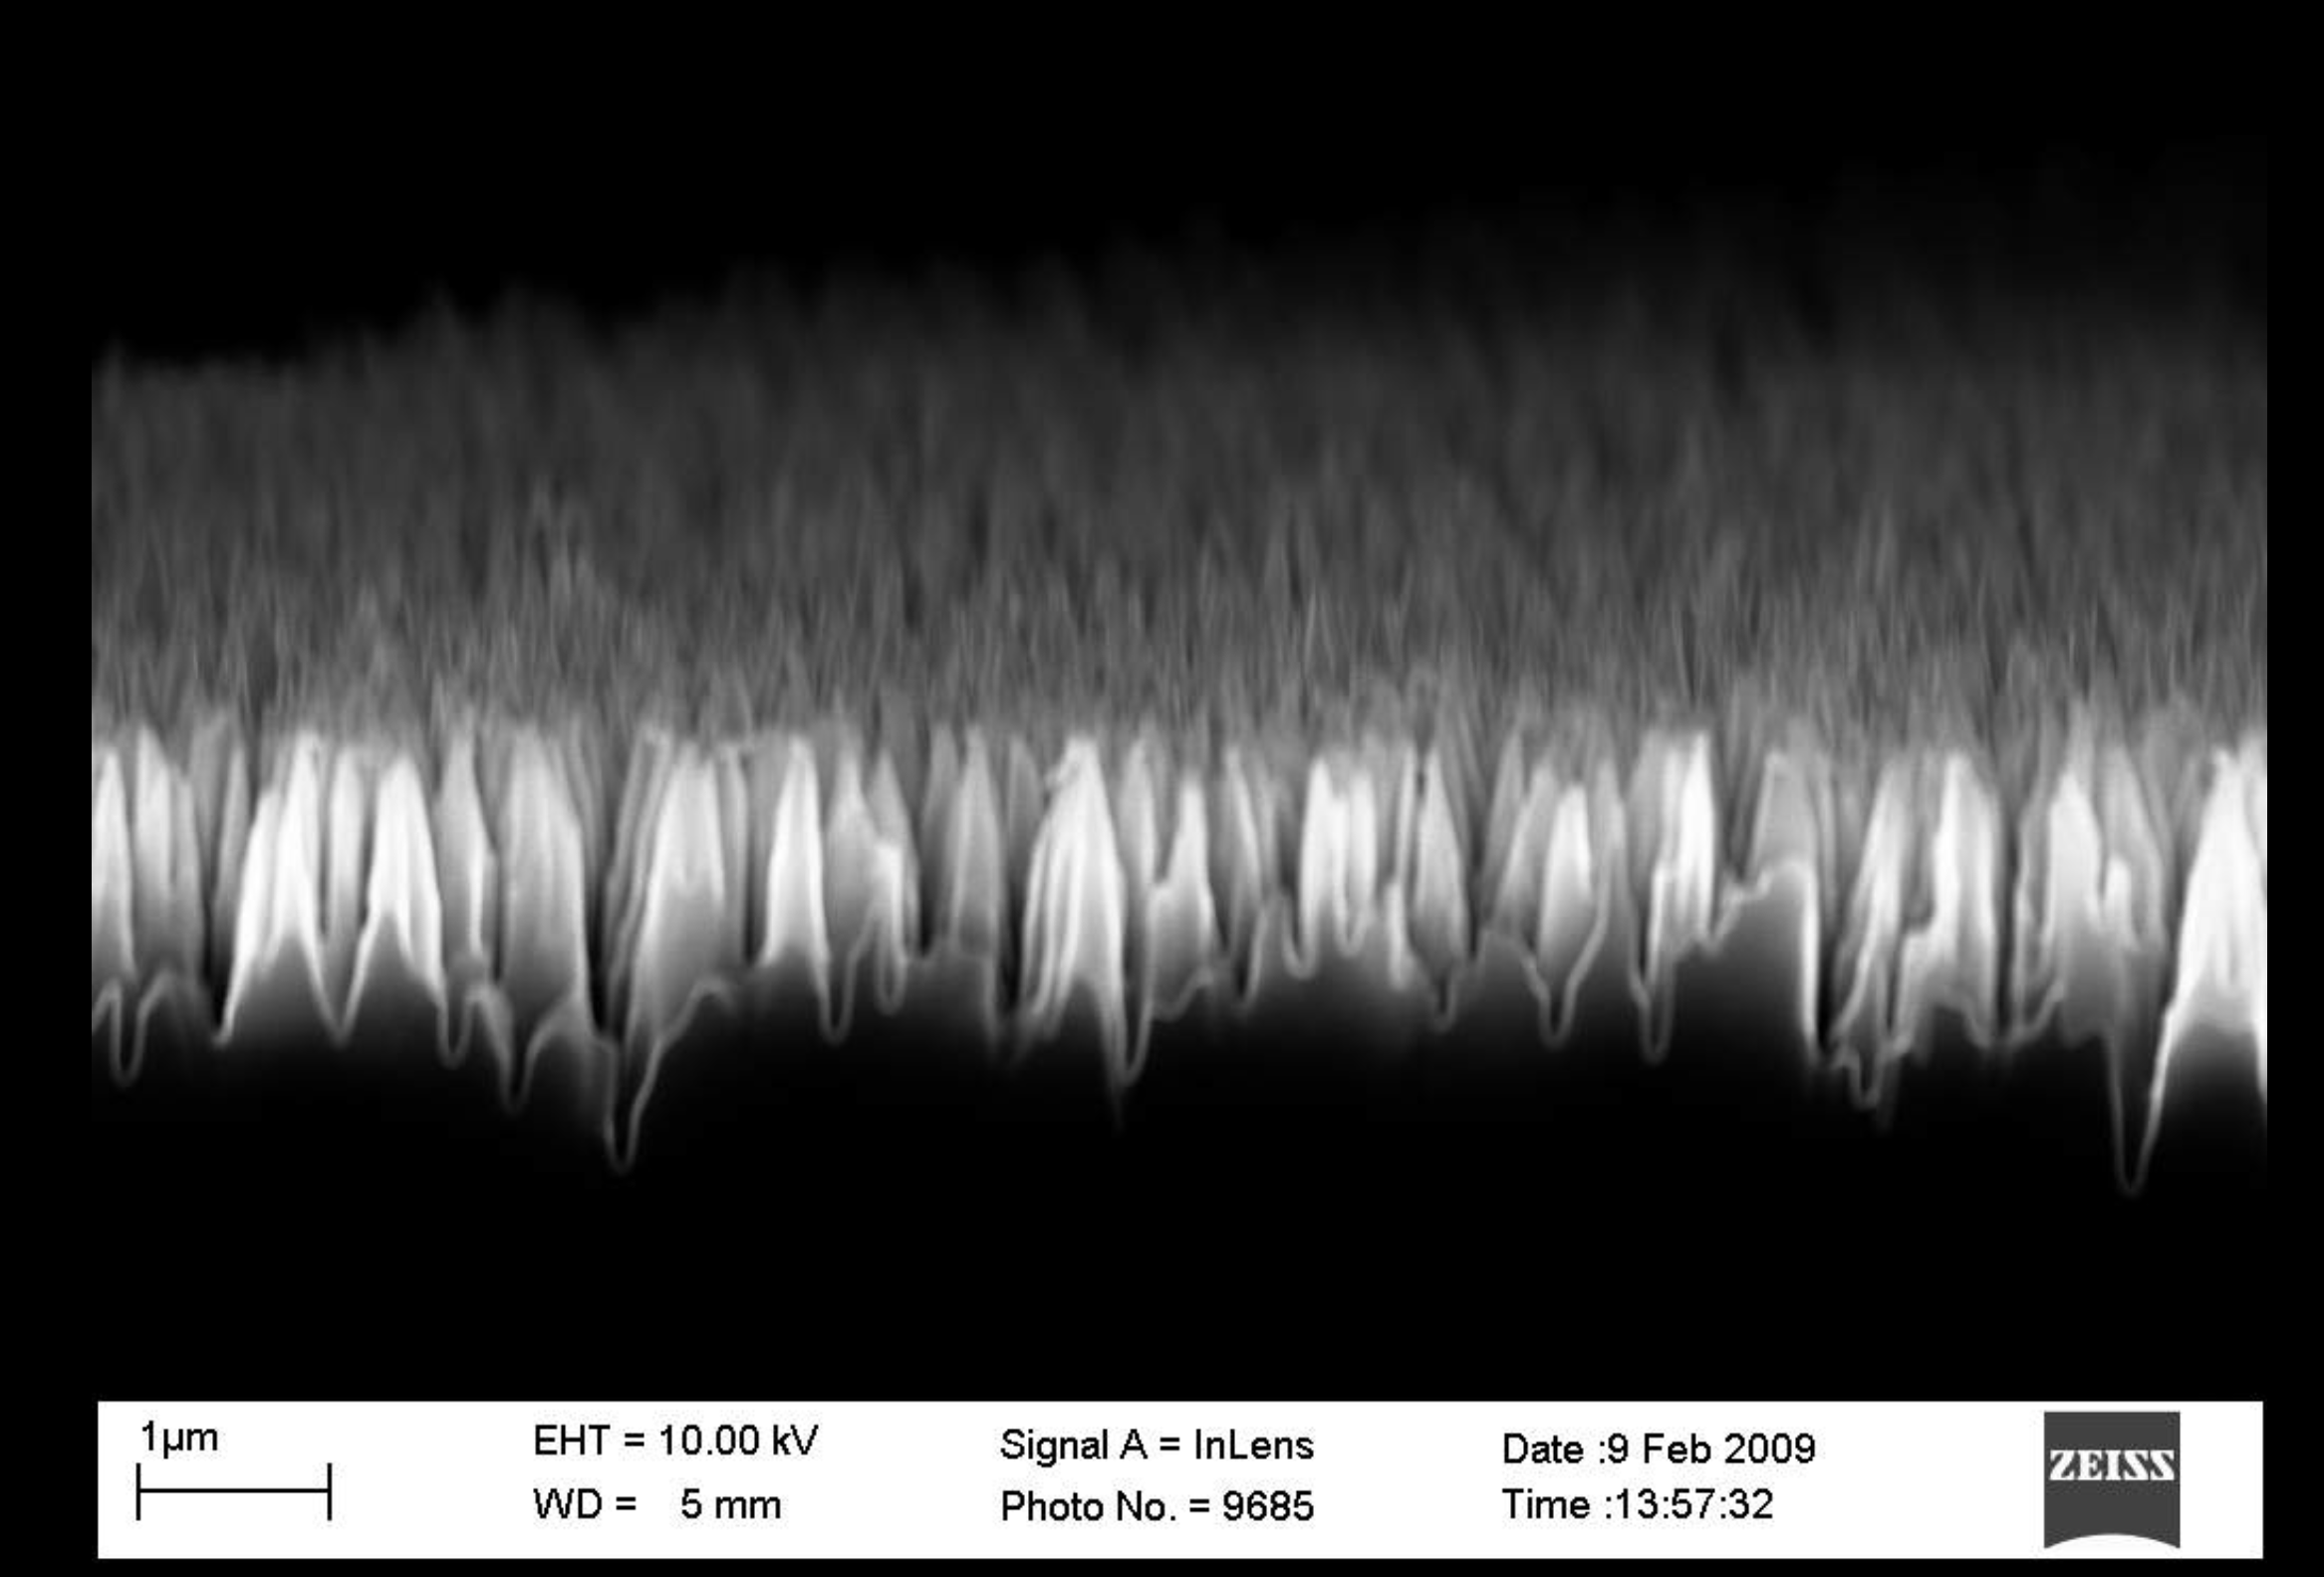 1µm
EHT = 10.00 kV
WD = 5 mm
Signal A = InLens
Photo No. = 9685
Date :9 Feb 2009
Time :13:57:32
ZEISS